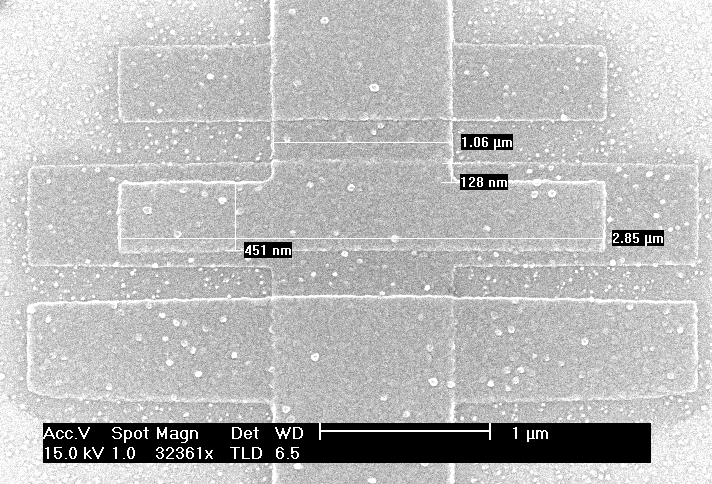 1.06 µm
128 nm
2.85 µm
451 nm
Acc.V Spot Magn Det WD 1 µm
15.0 kV 1.0 32361x TLD 6.5